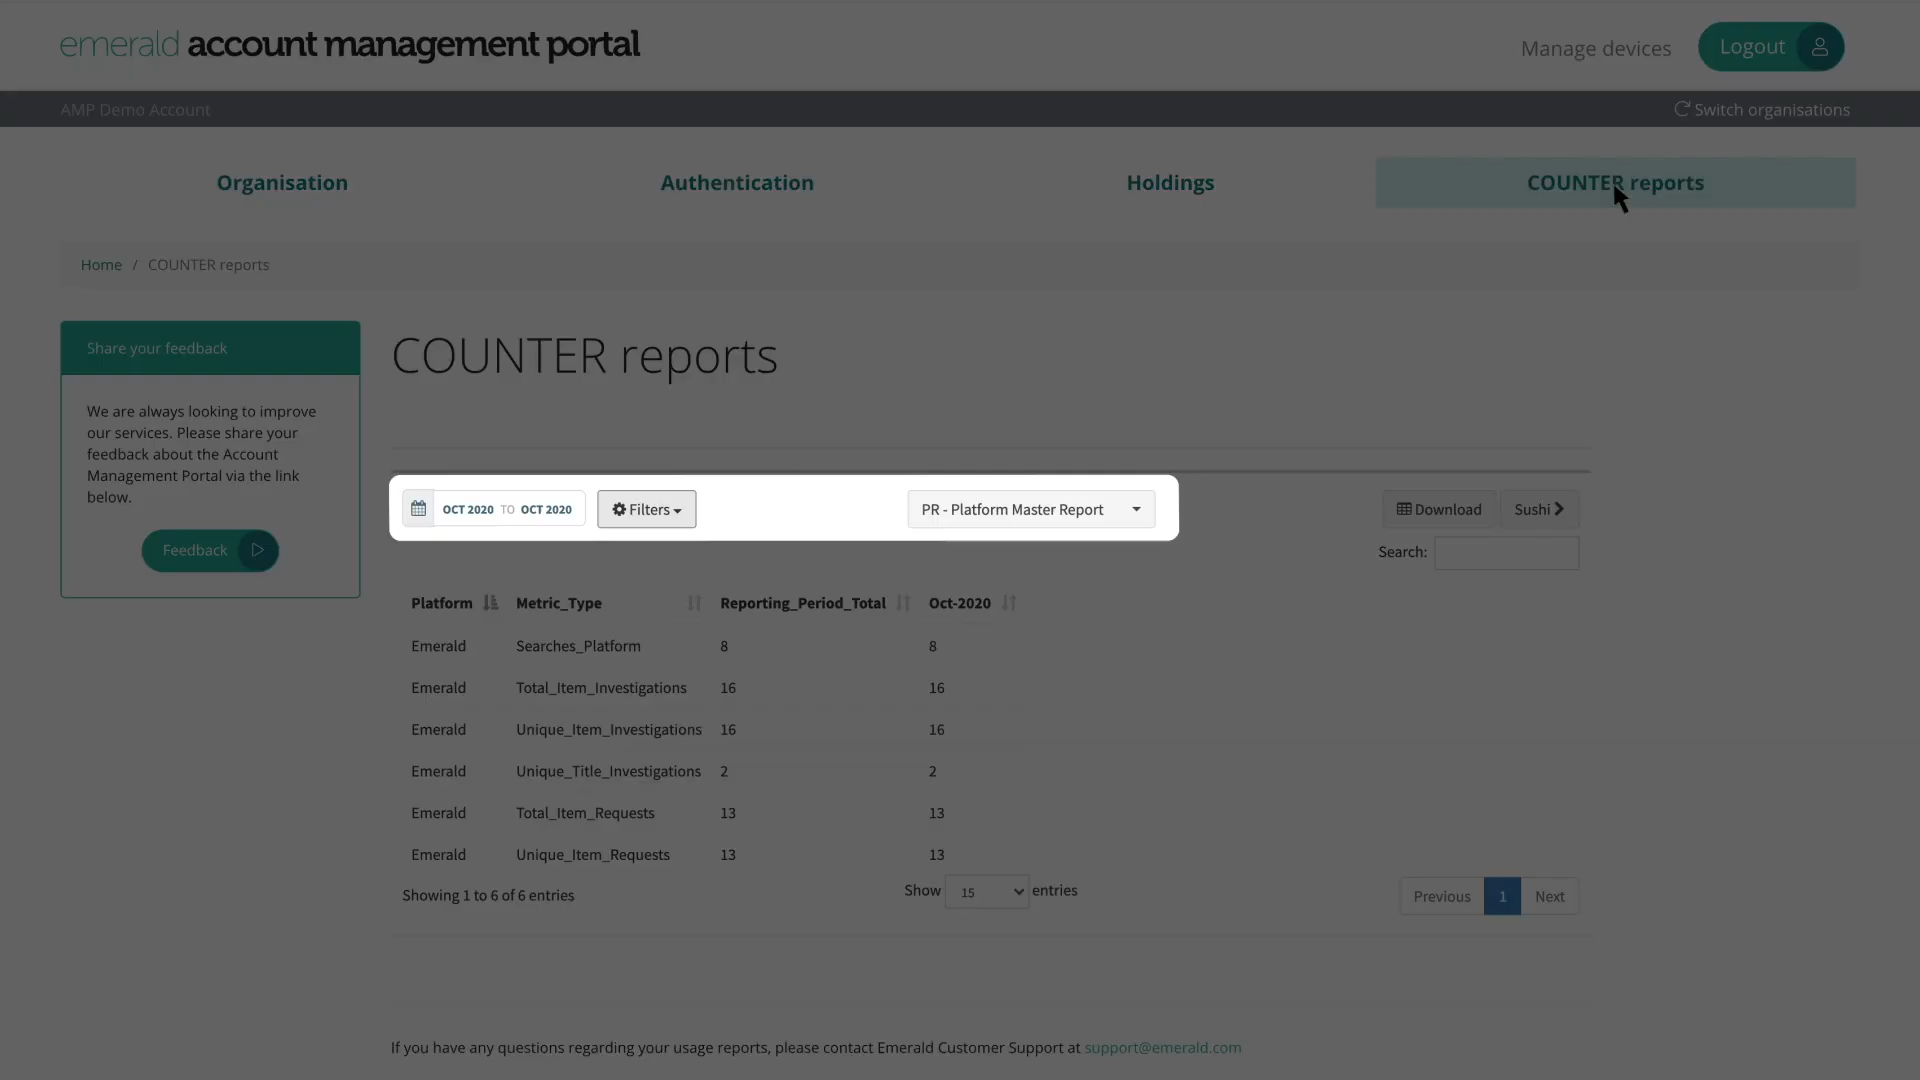 emerald account management portal
Manage devices
Logout
AMP Demo Account
Switch organisations
Organisation
Authentication
Holdings
COUNTER reports
Home / COUNTER reports
Share your feedback
We are always looking to improve
our services. Please share your
feedback about the Account
Management Portal via the link
below.
Feedback
COUNTER reports
OCT 2020 TO OCT 2020
Filters
PR - Platform Master Report
Download
Sushi
Search:
Platform Metric_Type Reporting_Period_Total Oct-2020
Emerald Searches_Platform 8 8
Emerald Total_Item_Investigations 16 16
Emerald Unique_Item_Investigations 16 16
Emerald Unique_Title_Investigations 2 2
Emerald Total_Item_Requests 13 13
Emerald Unique_Item_Requests 13 13
Showing 1 to 6 of 6 entries
Show 15 entries
Previous 1 Next
If you have any questions regarding your usage reports, please contact Emerald Customer Support at support@emerald.com